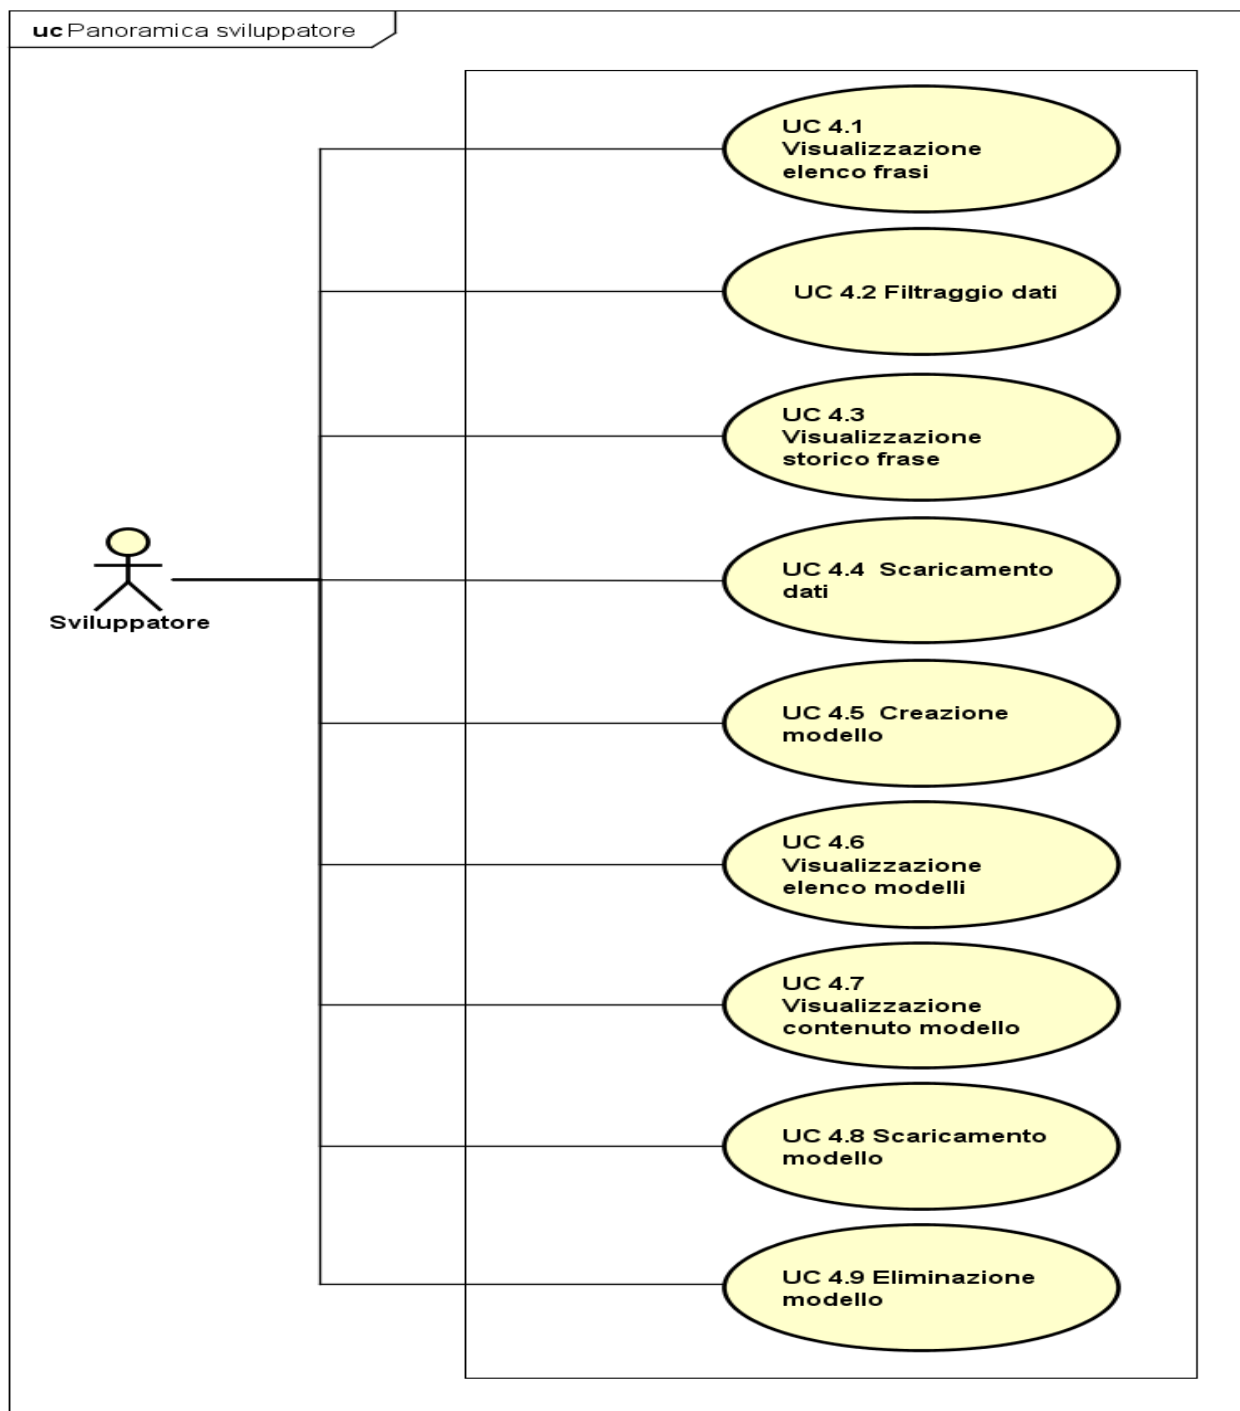 uc Panoramica sviluppatore
UC 4.1
Visualizzazione
elenco frasi
UC 4.2 Filtraggio dati
UC 4.3
Visualizzazione
storico frase
Sviluppatore
UC 4.4 Scaricamento
dati
UC 4.5 Creazione
modello
UC 4.6
Visualizzazione
elenco modelli
UC 4.7
Visualizzazione
contenuto modello
UC 4.8 Scaricamento
modello
UC 4.9 Eliminazione
modello